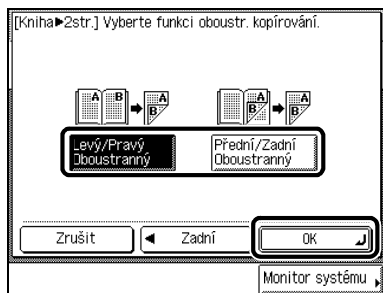 [Kniha►2str.] Vyberte funkci oboustr. kopírování.
A B A B
A B A B
Levý/Pravý
Oboustranný
Přední/Zadní
Oboustranný
Zrušit
◄ Zadní
OK
Monitor systému